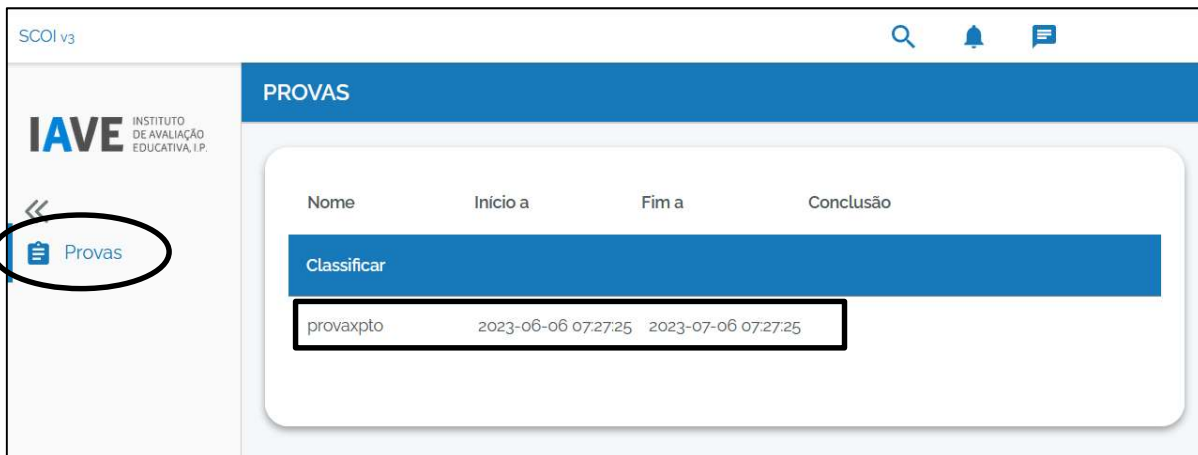 SCOI v3
IAVE
INSTITUTO
DE AVALIAÇÃO
EDUCATIVA, I.P.
Provas
PROVAS
Nome Início a Fim a Conclusão
Classificar
provaxpto 2023-06-06 07:27:25 2023-07-06 07:27:25